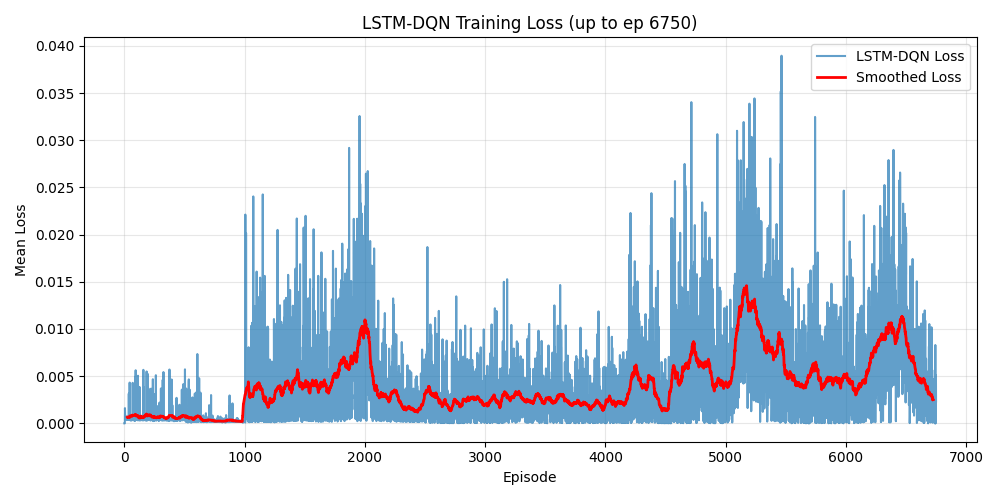 LSTM-DQN Training Loss (up to ep 6750)
LSTM-DQN Loss
Smoothed Loss
Mean Loss
0.040
0.035
0.030
0.025
0.020
0.015
0.010
0.005
0.000
0 1000 2000 3000 4000 5000 6000 7000
Episode